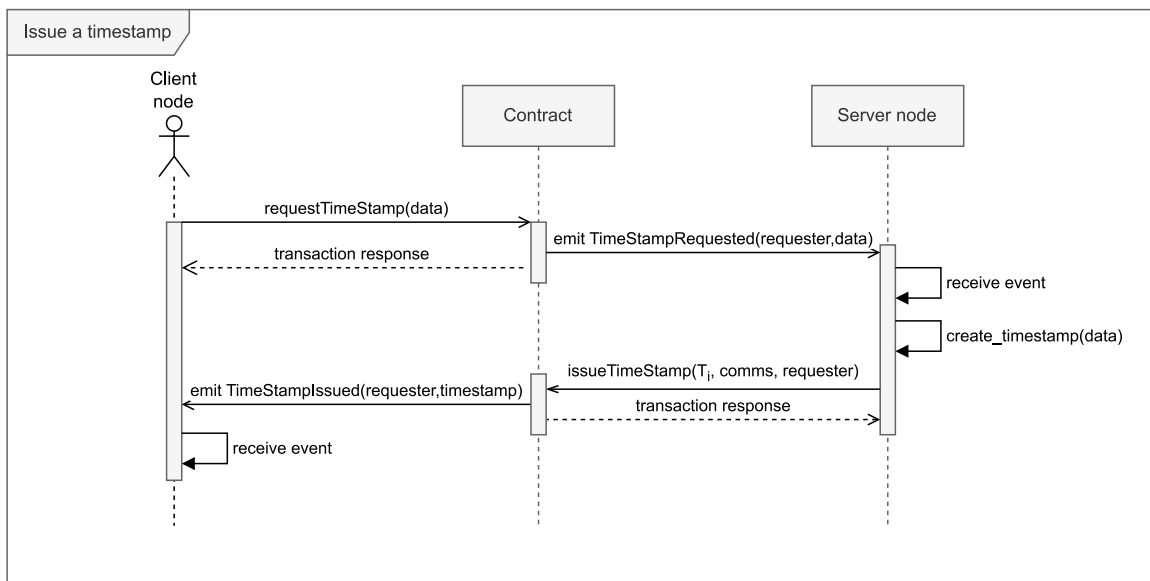 Issue a timestamp
Client
node
Contract
Server node
requestTimeStamp(data)
emit TimeStampRequested(requester,data)
transaction response
receive event
create_timestamp(data)
issueTimeStamp(Ti, comms, requester)
emit TimeStampIssued(requester,timestamp)
transaction response
receive event